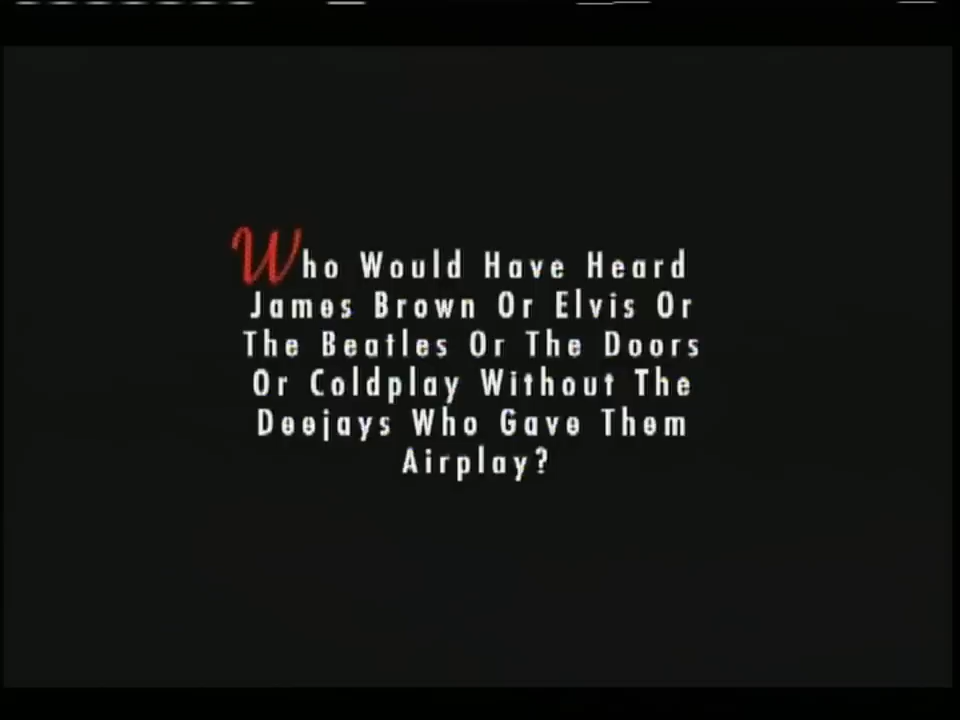 Who Would Have Heard
James Brown Or Elvis Or
The Beatles Or The Doors
Or Coldplay Without The
Deejays Who Gave Them
Airplay?